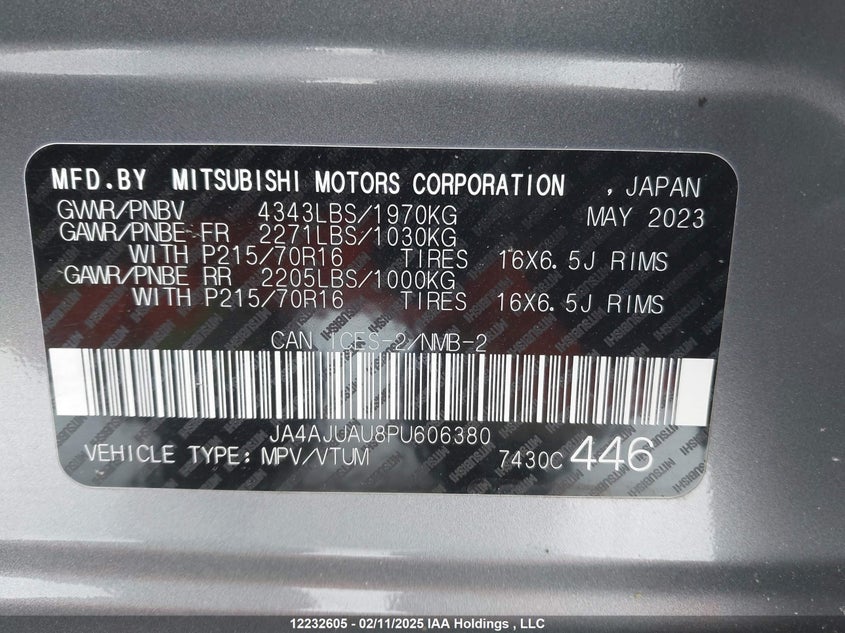 MFD.BY MITSUBISHI MOTORS CORPORATION , JAPAN
GVWR/PNBV 4343LBS/1970KG MAY 2023
GAWR/PNBE FR 2271LBS/1030KG
WITH P215/70R16 TIRES 16X6.5J RIMS
GAWR/PNBE RR 2205LBS/1000KG
WITH P215/70R16 TIRES 16X6.5J RIMS
CAN ICES-2/NMB-2
JA4AJUAU8PU606380
VEHICLE TYPE: MPV/VTUM 7430C 446
12232605 - 02/11/2025 IAA Holdings , LLC